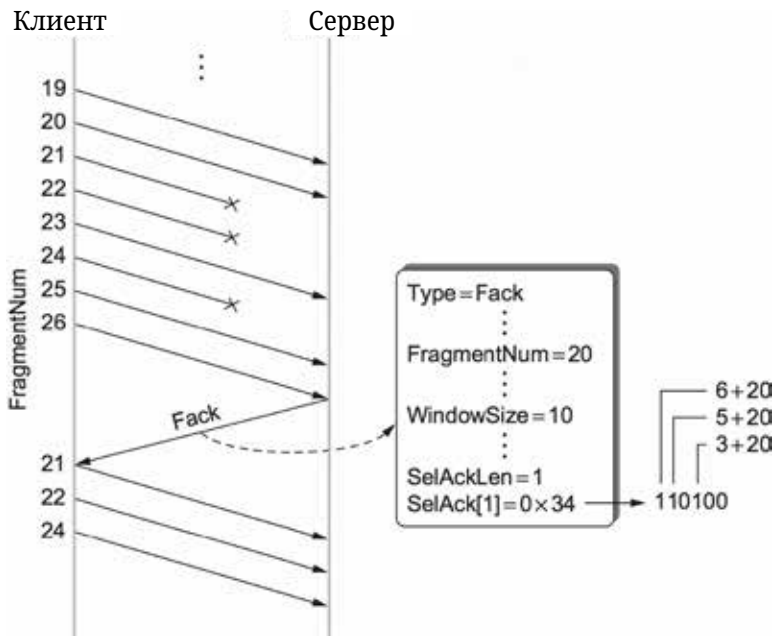 Клиент
Сервер
19
20
21
22
23
24
25
26
FragmentNum
Fack
21
22
24
Type=Fack
FragmentNum=20
WindowSize=10
SelAckLen=1
SelAck[1]=0×34
6+20
5+20
3+20
110100